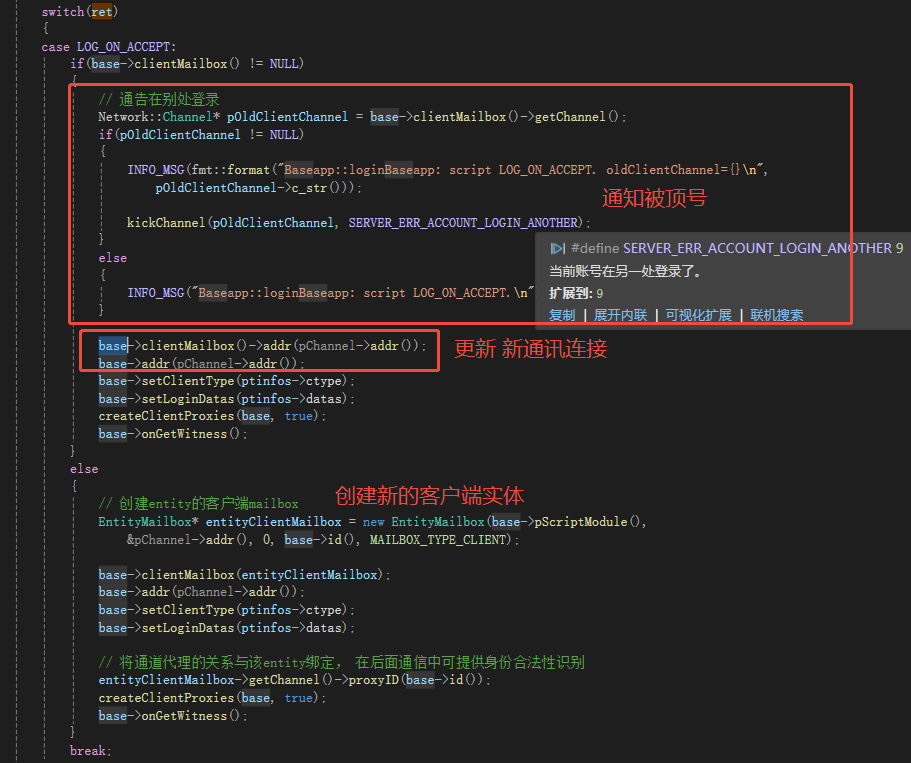 switch(ret)
{
case LOG_ON_ACCEPT:
if(base->clientMailbox() != NULL)
{
// 通告在别处登录
Network::Channel* pOldClientChannel = base->clientMailbox()->getChannel();
if(pOldClientChannel != NULL)
{
INFO_MSG(fmt::format("Baseapp::loginBaseapp: script LOG_ON_ACCEPT. oldClientChannel={}\n",
pOldClientChannel->c_str()));
通知被顶号
kickChannel(pOldClientChannel, SERVER_ERR_ACCOUNT_LOGIN_ANOTHER);
}
#define SERVER_ERR_ACCOUNT_LOGIN_ANOTHER 9
else
当前账号在另一处登录了。
{
INFO_MSG("Baseapp::loginBaseapp: script LOG_ON_ACCEPT.\n"
扩展到: 9
}
复制 | 展开内联 | 可视化扩展 | 联机搜索
base->clientMailbox()->addr(pChannel->addr());
更新 新通讯连接
base->addr(pChannel->addr());
base->setClientType(ptinfos->ctype);
base->setLoginDatas(ptinfos->datas);
createClientProxies(base, true);
base->onGetWitness();
}
else
{
// 创建entity的客户端mailbox
创建新的客户端实体
EntityMailbox* entityClientMailbox = new EntityMailbox(base->pScriptModule(),
&pChannel->addr(), 0, base->id(), MAILBOX_TYPE_CLIENT);
base->clientMailbox(entityClientMailbox);
base->addr(pChannel->addr());
base->setClientType(ptinfos->ctype);
base->setLoginDatas(ptinfos->datas);
// 将通道代理的关系与该entity绑定， 在后面通信中可提供身份合法性识别
entityClientMailbox->getChannel()->proxyID(base->id());
createClientProxies(base, true);
base->onGetWitness();
}
break;